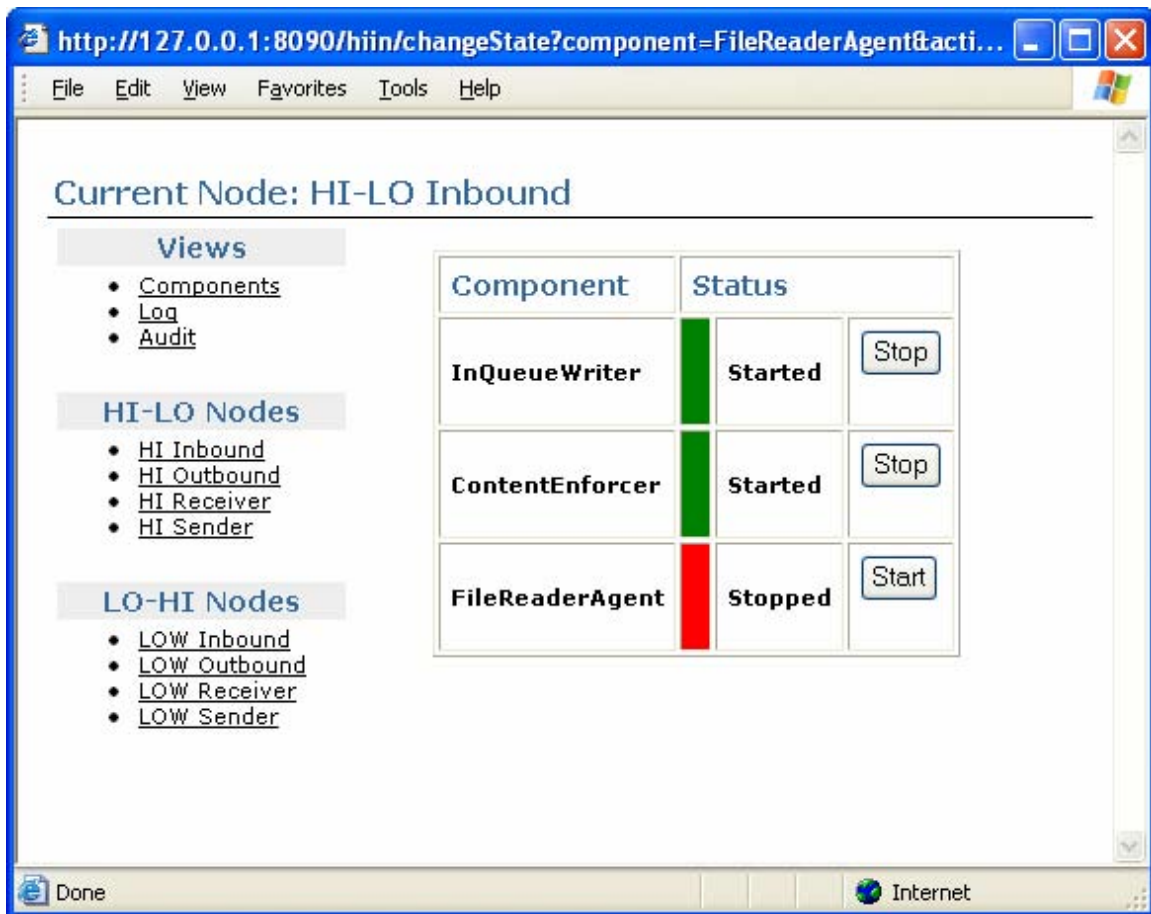 http://127.0.0.1:8090/hiin/changeState?component=FileReaderAgent&acti...
File Edit View Favorites Tools Help
Current Node: HI-LO Inbound
Views
• Components
• Log
• Audit
HI-LO Nodes
• HI Inbound
• HI Outbound
• HI Receiver
• HI Sender
LO-HI Nodes
• LOW Inbound
• LOW Outbound
• LOW Receiver
• LOW Sender
Component Status
InQueueWriter Started Stop
ContentEnforcer Started Stop
FileReaderAgent Stopped Start
Done Internet